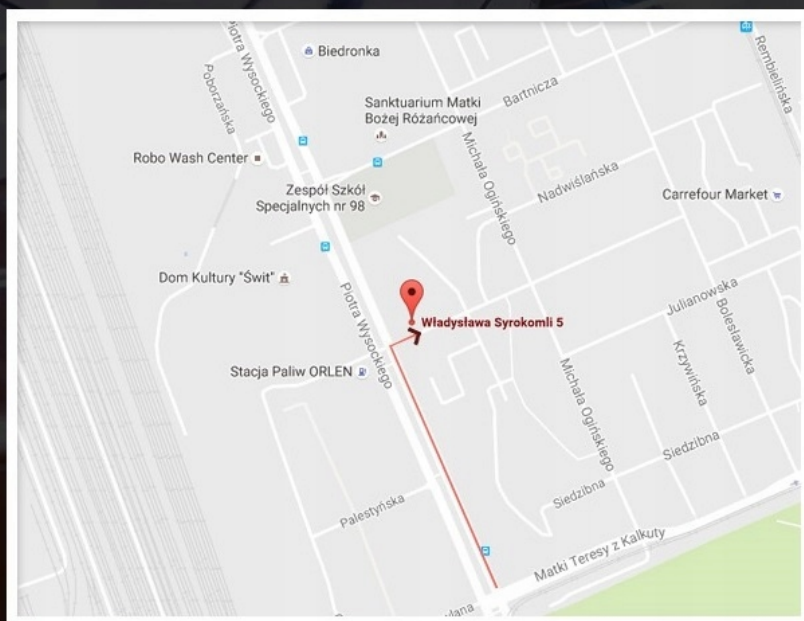 Piotra Wysockiego
Biedronka
Rembielińska
Poborzańska
Bartnicza
Sanktuarium Matki
Bożej Różańcowej
Robo Wash Center
Michała Ogińskiego
Nadwiślańska
Zespół Szkół
Specjalnych nr 98
Carrefour Market
Dom Kultury "Świt"
Piotra Wysockiego
Julianowska
Władysława Syrokomli 5
Bolesławicka
Krzywińska
Stacja Paliw ORLEN
Michała Ogińskiego
Siedzibna
Siedzibna
Palestyńska
Matki Teresy z Kalkuty